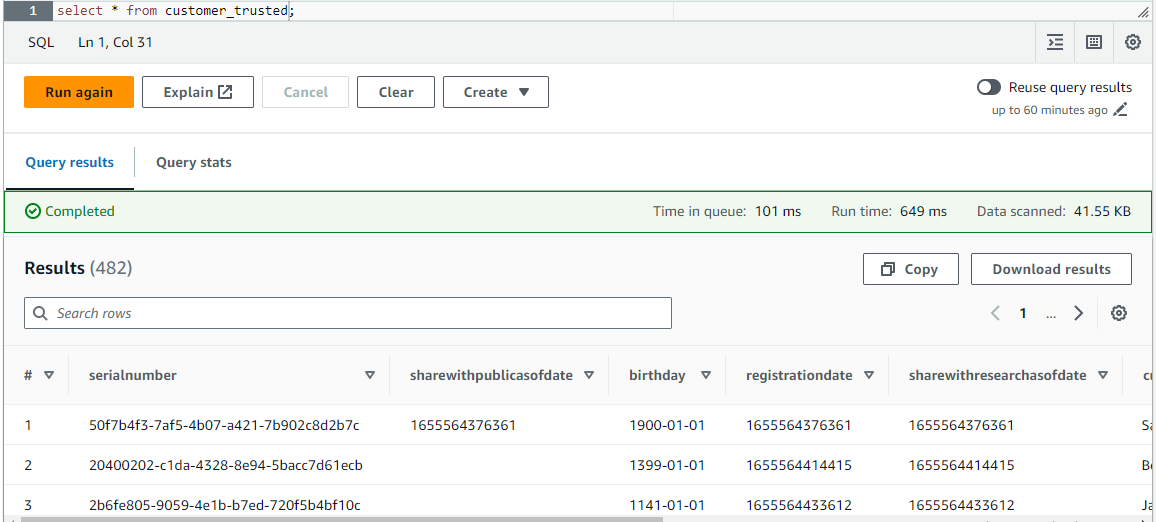 1 select * from customer_trusted;
SQL Ln 1, Col 31
Run again Explain Cancel Clear Create Reuse query results
up to 60 minutes ago
Query results Query stats
Completed Time in queue: 101 ms Run time: 649 ms Data scanned: 41.55 KB
Results (482) Copy Download results
Search rows 1 ...
# serialnumber sharewithpublicasofdate birthday registrationdate sharewithresearchasofdate
1 50f7b4f3-7af5-4b07-a421-7b902c8d2b7c 1655564376361 1900-01-01 1655564376361 1655564376361
2 20400202-c1da-4328-8e94-5bacc7d61ecb 1399-01-01 1655564414415 1655564414415
3 2b6fe805-9059-4e1b-b7ed-720f5b4bf10c 1141-01-01 1655564433612 1655564433612